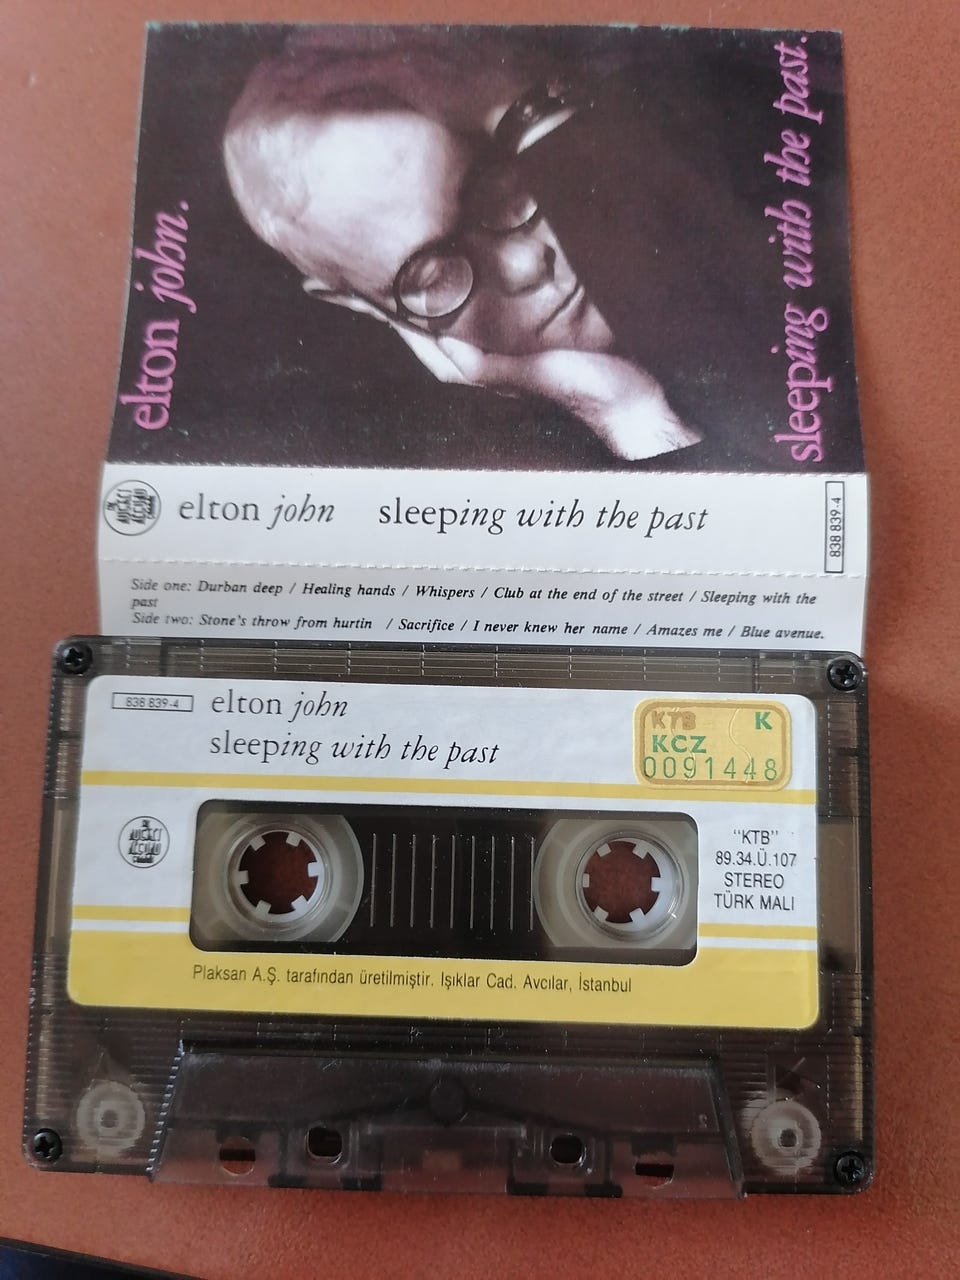 elton john.
sleeping with the past.
elton john sleeping with the past
838 839-4
Side one: Durban deep / Healing hands / Whispers / Club at the end of the street / Sleeping with the
past
Side two: Stone's throw from hurtin / Sacrifice / I never knew her name / Amazes me / Blue avenue.
838 839-4
elton john
sleeping with the past
KTB K
KCZ
0091448
"KTB"
89.34.Ü.107
STEREO
TÜRK MALI
Plaksan A.Ş. tarafından üretilmiştir. Işıklar Cad. Avcılar, İstanbul